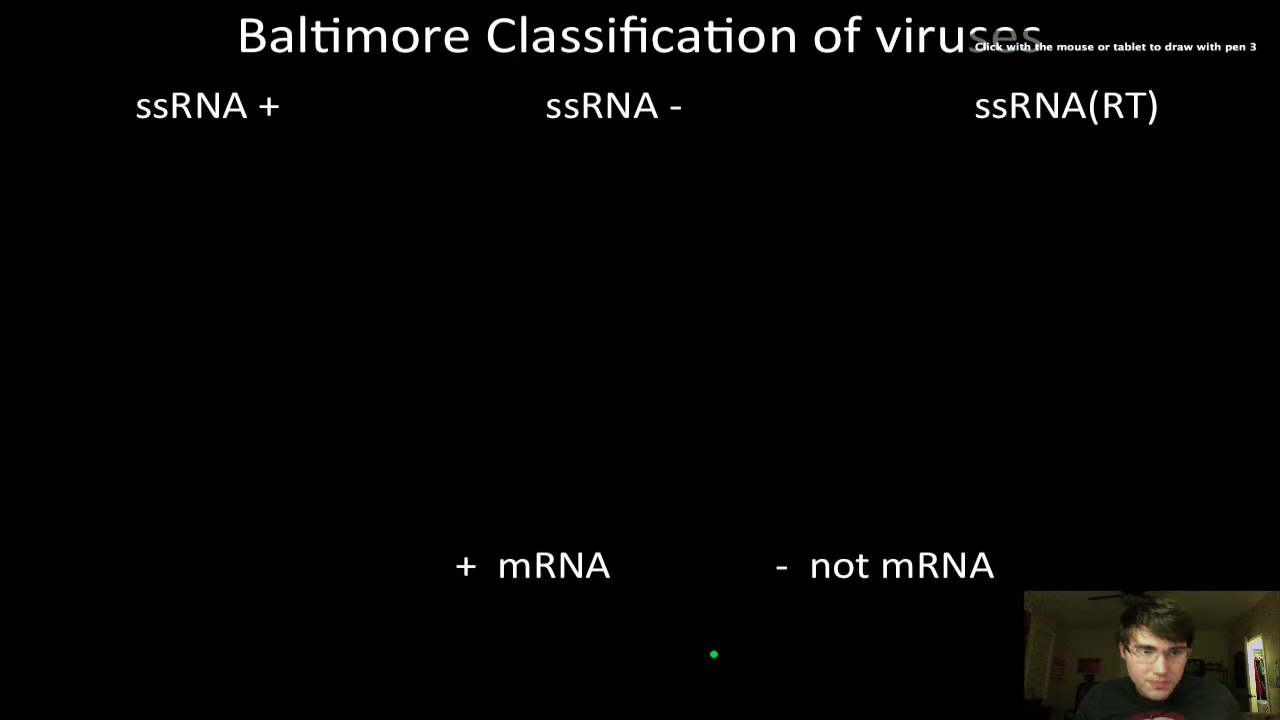 Baltimore Classification of viruses
Click with the mouse or tablet to draw with pen 3
ssRNA + ssRNA - ssRNA(RT)
+ mRNA - not mRNA